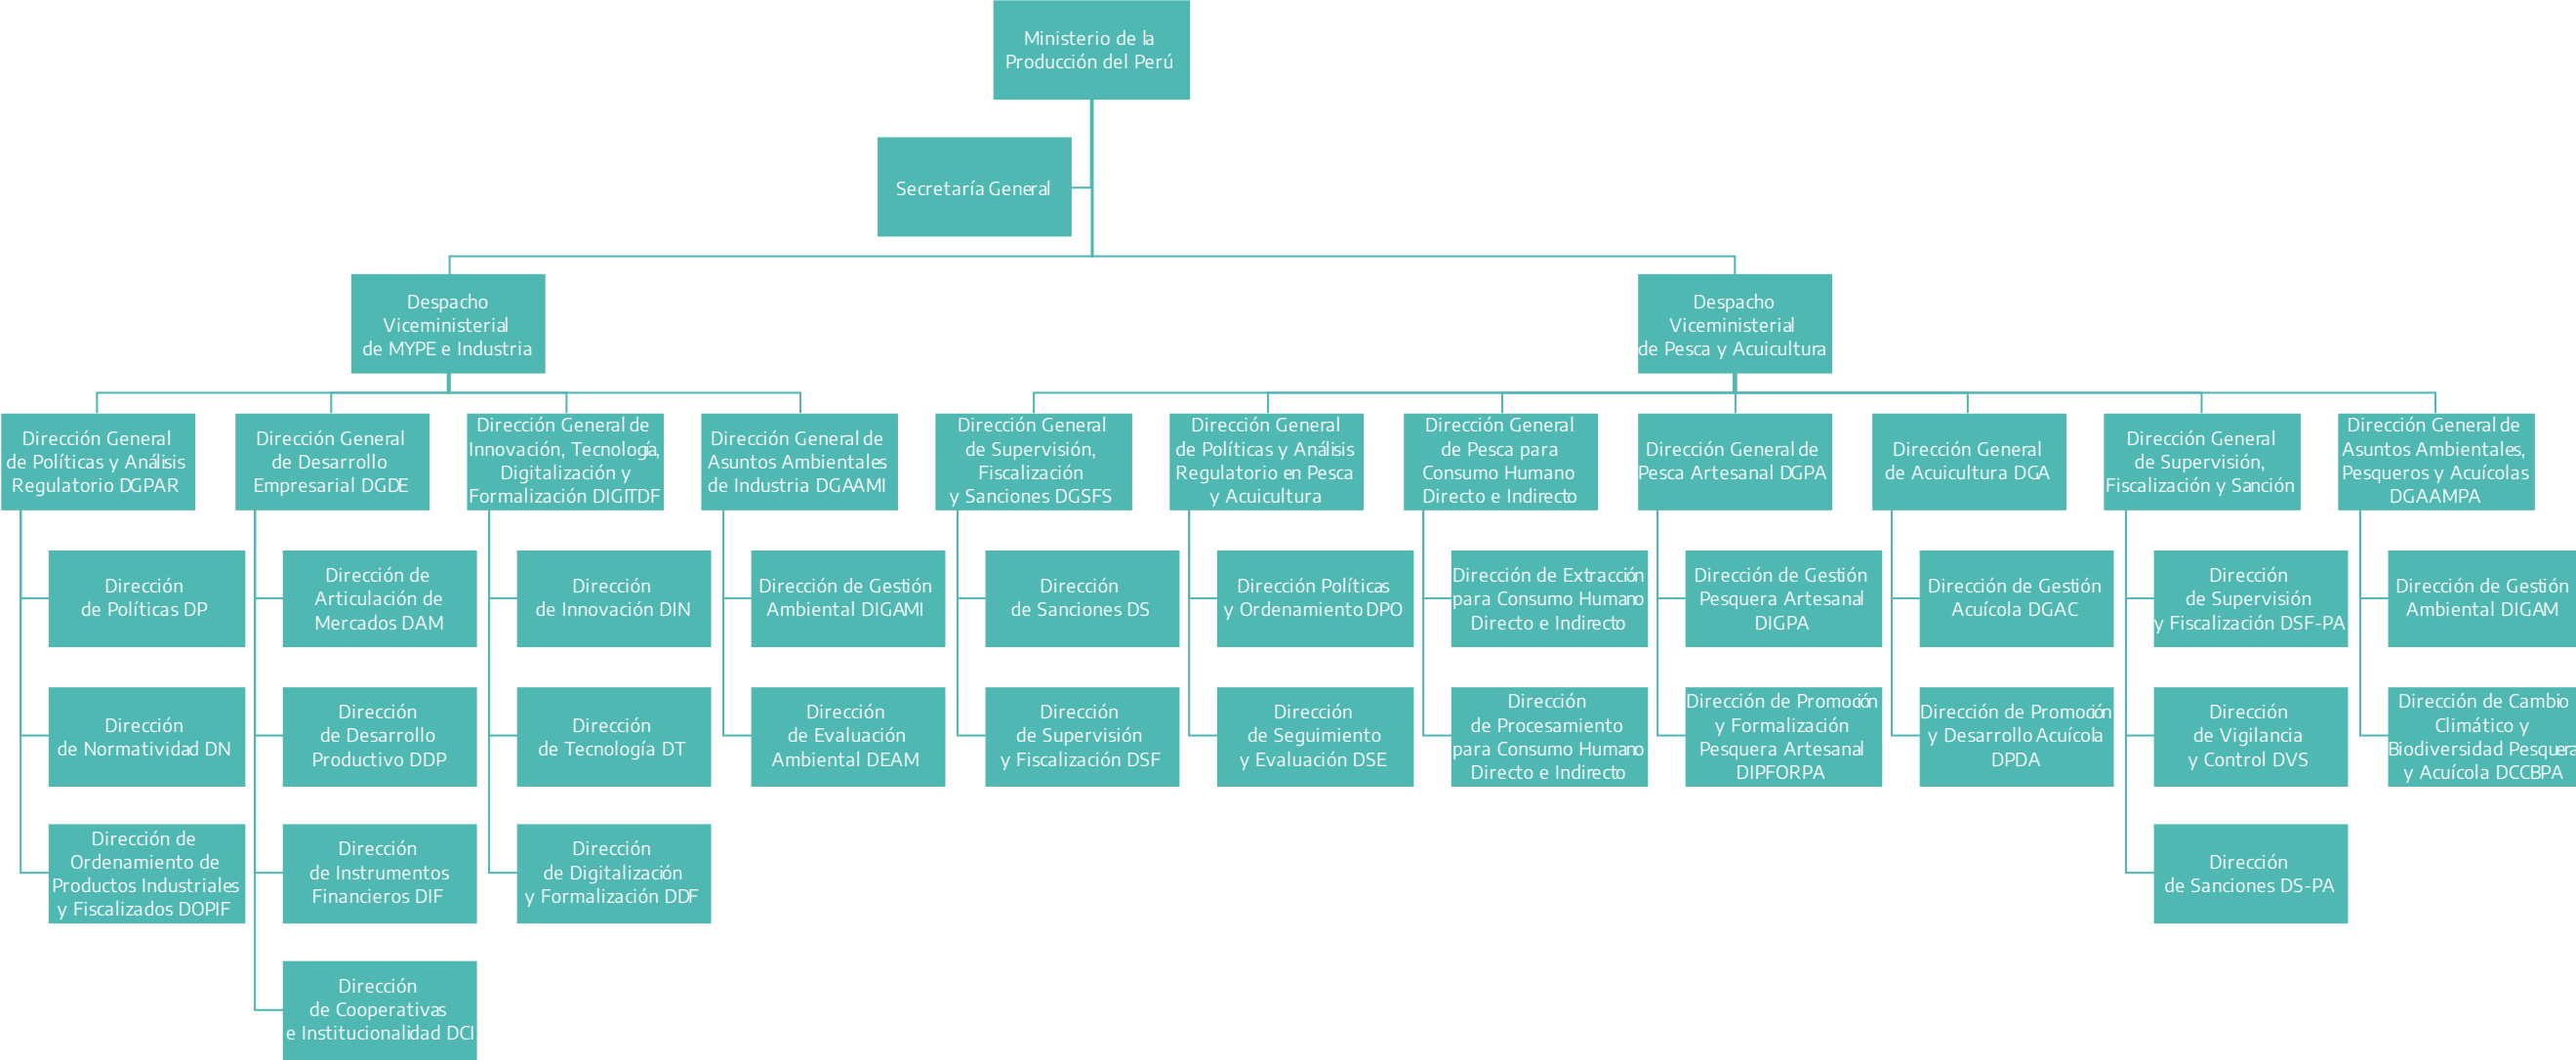 Ministerio de la
Producción del Perú
Secretaría General
Despacho
Viceministerial
de MYPE e Industria
Despacho
Viceministerial
de Pesca y Acuicultura
Dirección General
de Políticas y Análisis
Regulatorio DGPAR
Dirección General
de Desarrollo
Empresarial DGDE
Dirección General de
Innovación, Tecnología,
Digitalización y
Formalización DIGITDF
Dirección General de
Asuntos Ambientales
de Industria DGAAMI
Dirección General
de Supervisión,
Fiscalización
y Sanciones DGSFS
Dirección General
de Políticas y Análisis
Regulatorio en Pesca
y Acuicultura
Dirección General
de Pesca para
Consumo Humano
Directo e Indirecto
Dirección General de
Pesca Artesanal DGPA
Dirección General
de Acuicultura DGA
Dirección General
de Supervisión,
Fiscalización y Sanción
Dirección General de
Asuntos Ambientales,
Pesqueros y Acuícolas
DGAAMPA
Dirección
de Políticas DP
Dirección de
Articulación de
Mercados DAM
Dirección
de Innovación DIN
Dirección de Gestión
Ambiental DIGAMI
Dirección
de Sanciones DS
Dirección Políticas
y Ordenamiento DPO
Dirección de Extracción
para Consumo Humano
Directo e Indirecto
Dirección de Gestión
Pesquera Artesanal
DIGPA
Dirección de Gestión
Acuícola DGAC
Dirección
de Supervisión
y Fiscalización DSF-PA
Dirección de Gestión
Ambiental DIGAM
Dirección
de Normatividad DN
Dirección
de Desarrollo
Productivo DDP
Dirección
de Tecnología DT
Dirección
de Evaluación
Ambiental DEAM
Dirección
de Supervisión
y Fiscalización DSF
Dirección
de Seguimiento
y Evaluación DSE
Dirección
de Procesamiento
para Consumo Humano
Directo e Indirecto
Dirección de Promoción
y Formalización
Pesquera Artesanal
DIPFORPA
Dirección de Promoción
y Desarrollo Acuícola
DPDA
Dirección
de Vigilancia
y Control DVS
Dirección de Cambio
Climático y
Biodiversidad Pesquera
y Acuícola DCCBPA
Dirección de
Ordenamiento de
Productos Industriales
y Fiscalizados DOPIF
Dirección
de Instrumentos
Financieros DIF
Dirección
de Digitalización
y Formalización DDF
Dirección
de Sanciones DS-PA
Dirección
de Cooperativas
e Institucionalidad DCI